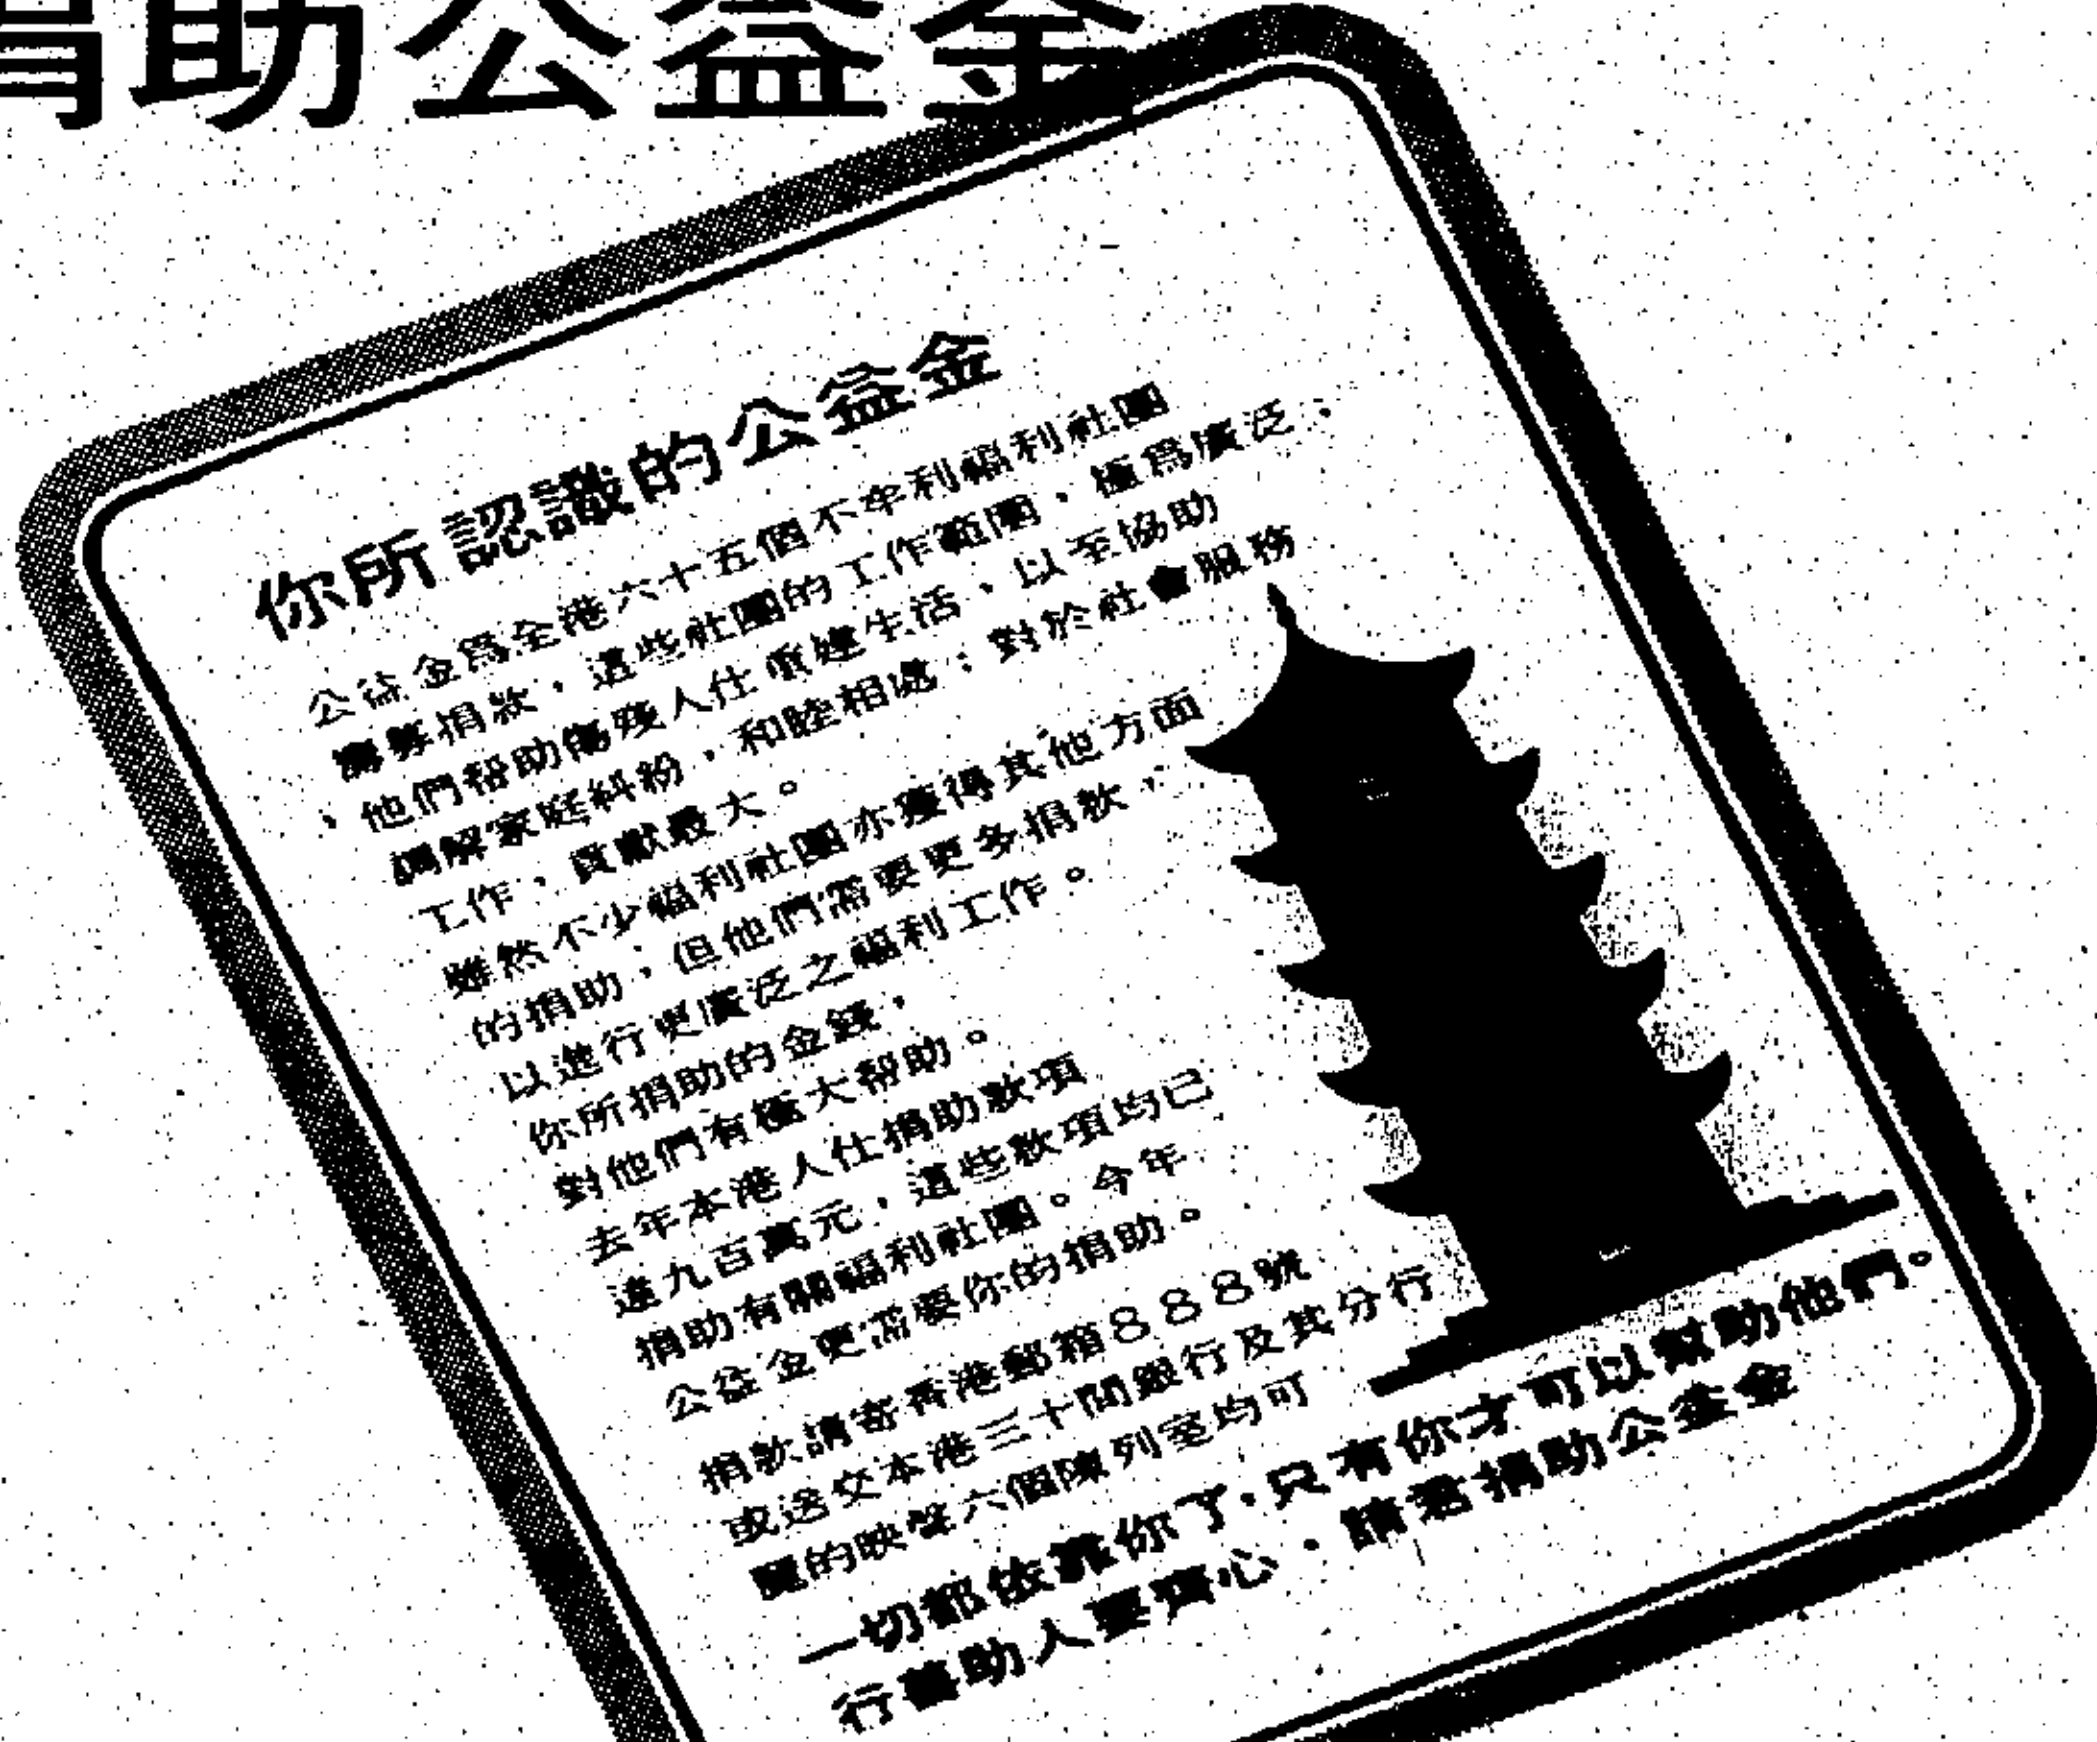 捐助公益金
你所認識的公益金
公益金爲全港六十五個不牟利福利社團
籌募捐款，這些社團的工作範圍，極爲廣泛，
，他們幫助傷殘人仕重建生活，以至協助
調解家庭糾紛，和睦相處；對於社會服務
工作，貢獻最大。
雖然不少福利社團亦獲得其他方面
的捐助，但他們需要更多捐款，
以進行更廣泛之福利工作。
你所捐助的金錢，
對他們有極大幫助。
去年本港人仕捐助款項
達九百萬元，這些款項均已
捐助有關福利社團。今年
公益金更需要你的捐助。
捐款請寄香港郵箱888號
或送交本港三十間銀行及其分行
麗的映聲六個陳列室均可
一切都依靠你了，只有你才可以幫助他們。
行善助人要齊心，請君捐助公益金